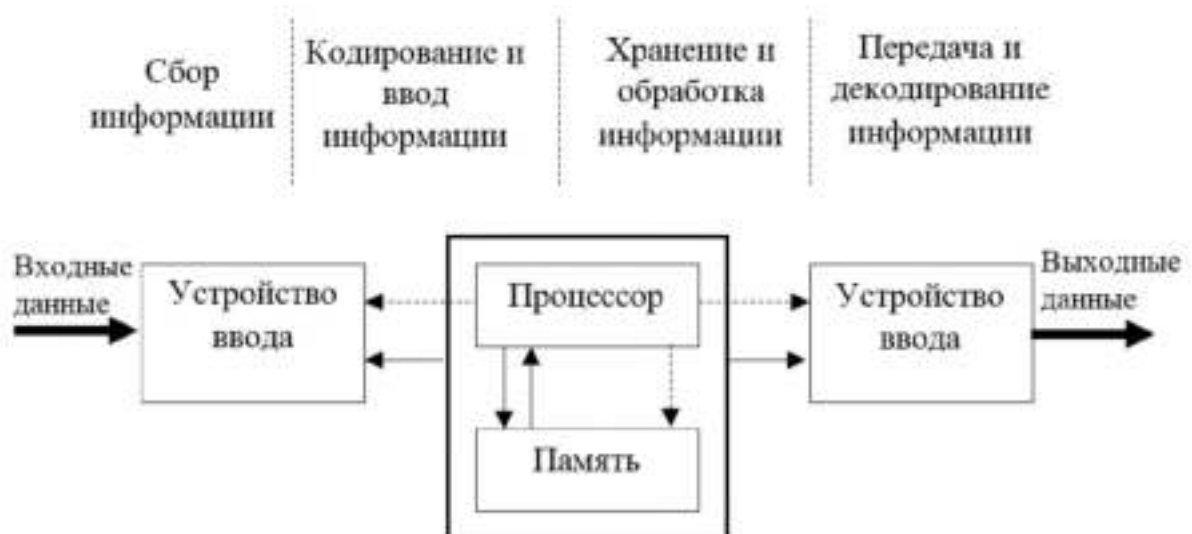 Сбор
информации
Кодирование и
ввод
информации
Хранение и
обработка
информации
Передача и
декодирование
информации
Входные
данные
Устройство
ввода
Процессор
Память
Устройство
ввода
Выходные
данные